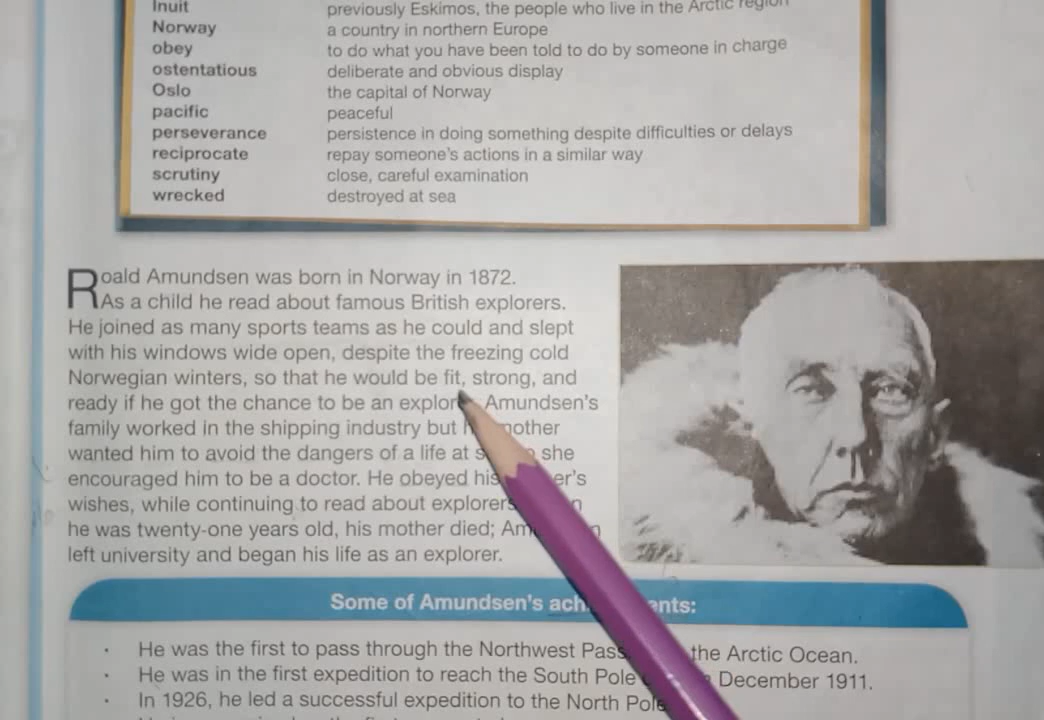 Inuit previously Eskimos, the people who live in the Arctic region
Norway a country in northern Europe
obey to do what you have been told to do by someone in charge
ostentatious deliberate and obvious display
Oslo the capital of Norway
pacific peaceful
perseverance persistence in doing something despite difficulties or delays
reciprocate repay someone's actions in a similar way
scrutiny close, careful examination
wrecked destroyed at sea
Roald Amundsen was born in Norway in 1872.
As a child he read about famous British explorers.
He joined as many sports teams as he could and slept
with his windows wide open, despite the freezing cold
Norwegian winters, so that he would be fit, strong, and
ready if he got the chance to be an Amundsen's
family worked in the shipping industry but
wanted him to avoid the dangers of a life at she
encouraged him to be a doctor. He obeyed his
wishes, while continuing to read about explorers
he was twenty-one years old, his mother died;
left university and began his life as an explorer.
Some of Amundsen's
· He was the first to pass through the Northwest the Arctic Ocean.
· He was in the first expedition to reach the South Pole December 1911.
· In 1926, he led a successful expedition to the North Pole